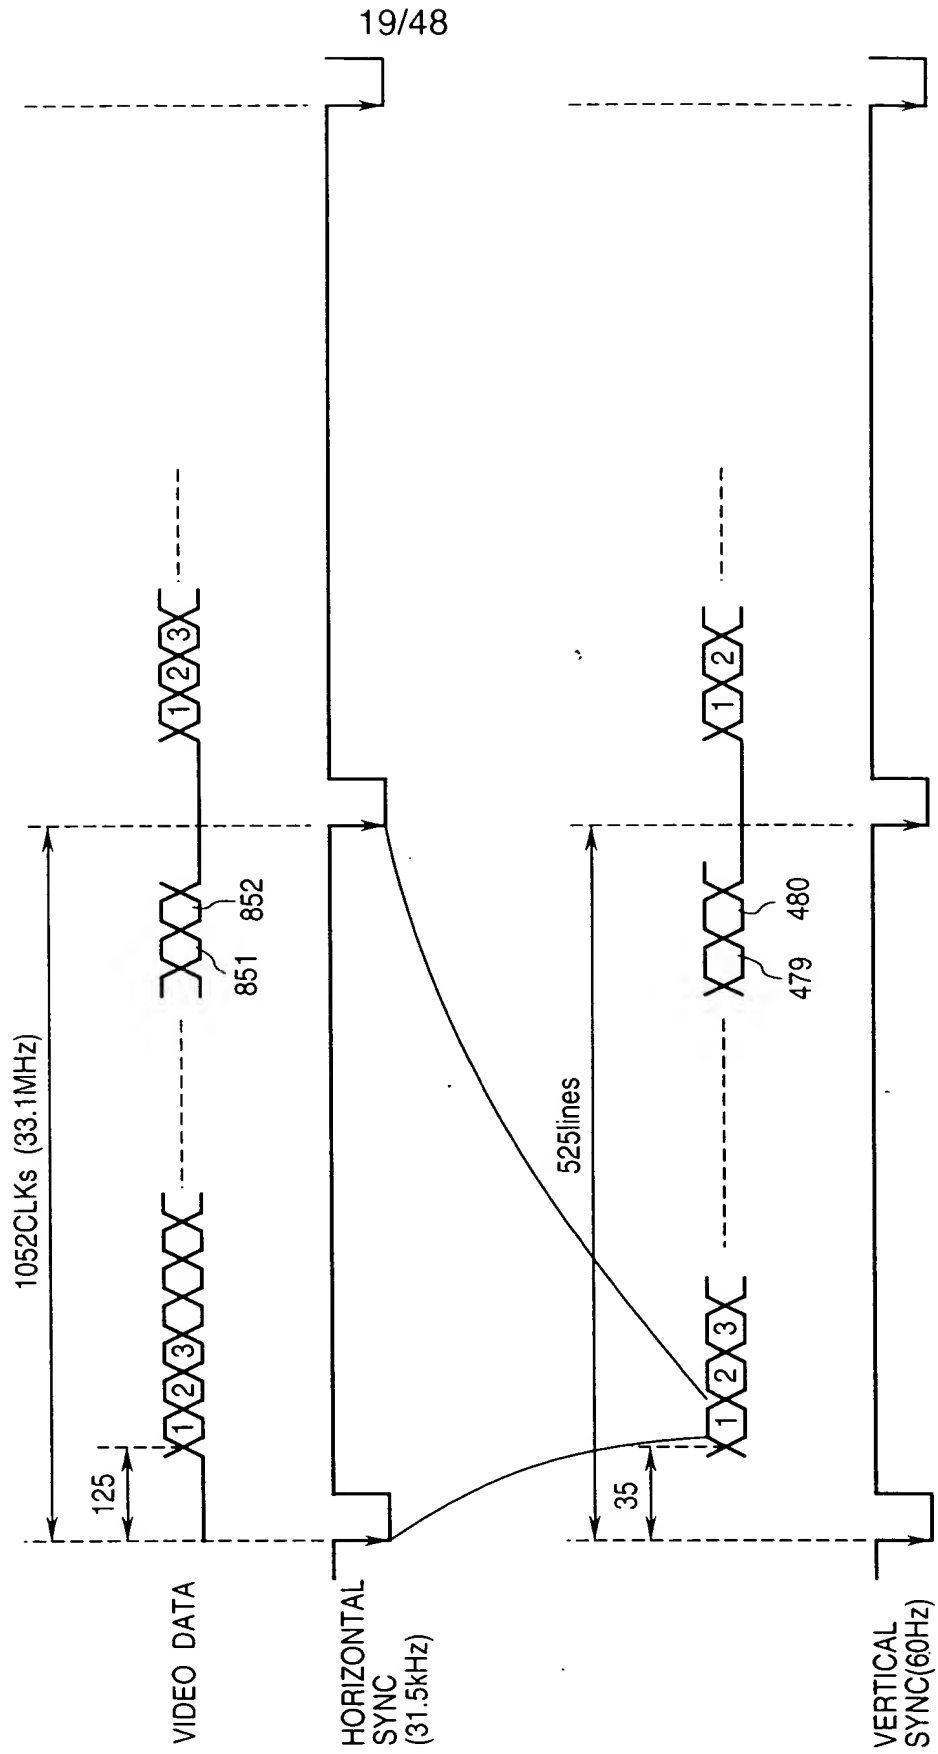 19/48
1052CLKs (33.1MHz)
125
1 2 3
851
852
1 2 3
VIDEO DATA
HORIZONTAL
SYNC
(31.5kHz)
525lines
35
1 2 3
479
480
1 2
VERTICAL
SYNC(60Hz)